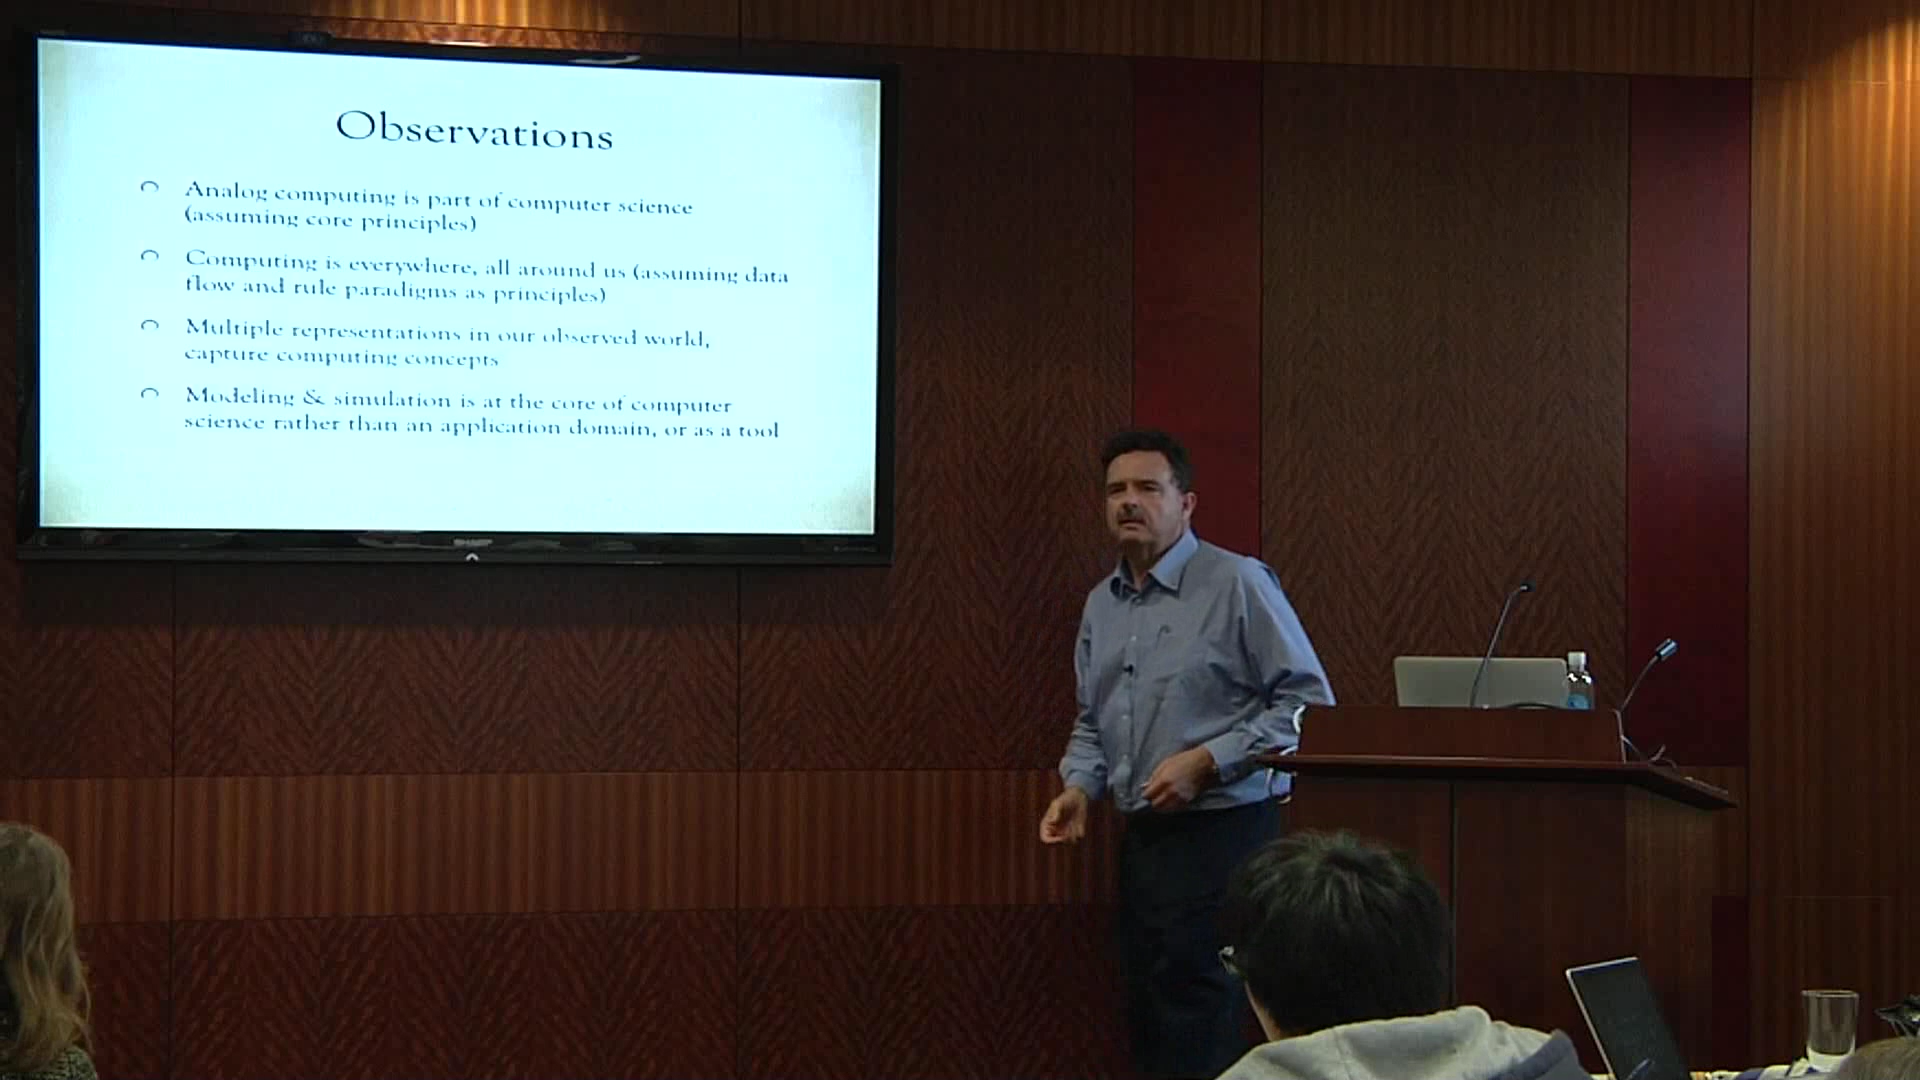 Observations
Analog computing is part of computer science
(assuming core principles)
Computing is everywhere, all around us (assuming data
flow and rule paradigms as principles)
Multiple representations in our observed world,
capture computing concepts
Modeling & simulation is at the core of computer
science rather than an application domain, or as a tool
SHARP